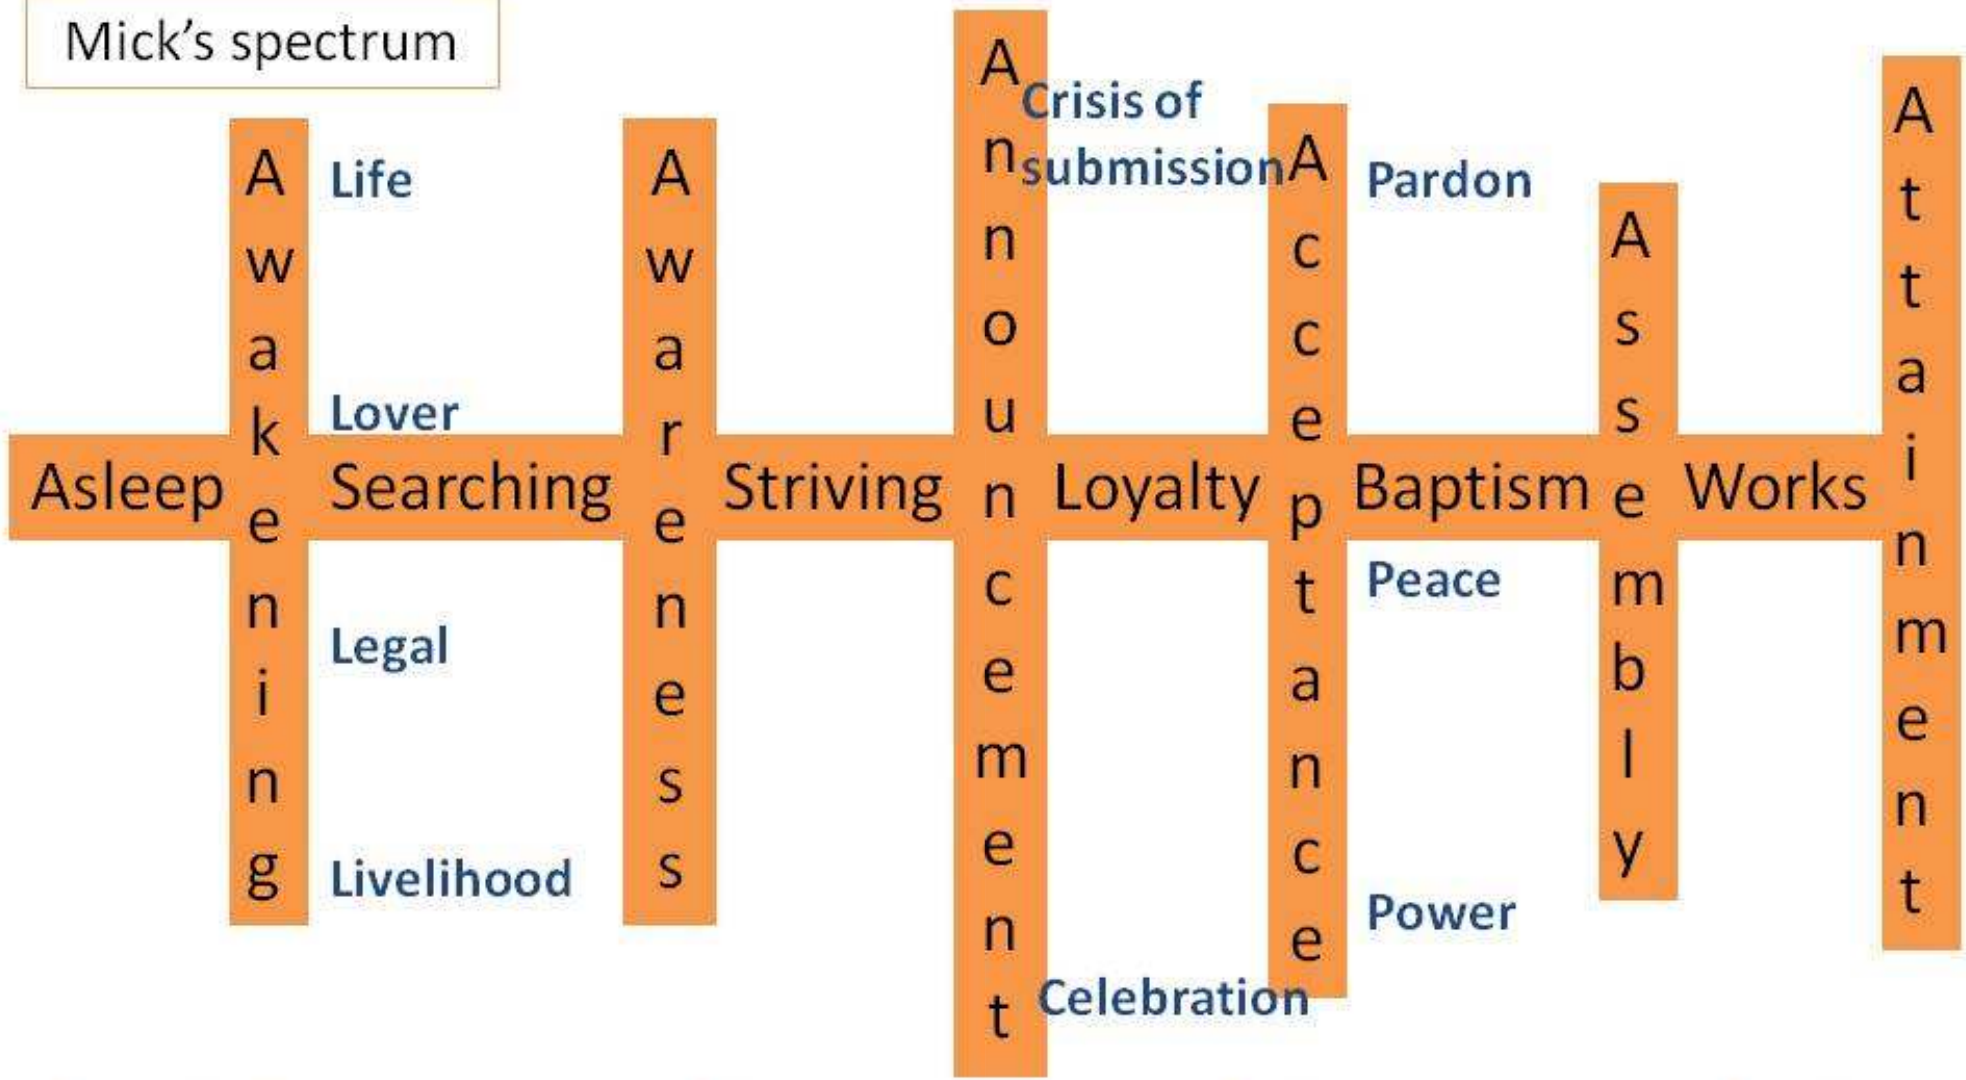 Mick's spectrum
Asleep
Awakening
Life
Lover
Searching
Legal
Livelihood
Awareness
Striving
Announcement
Crisis of
submission
Loyalty
Celebration
Acceptance
Pardon
Baptism
Peace
Power
Assembly
Works
Attainment